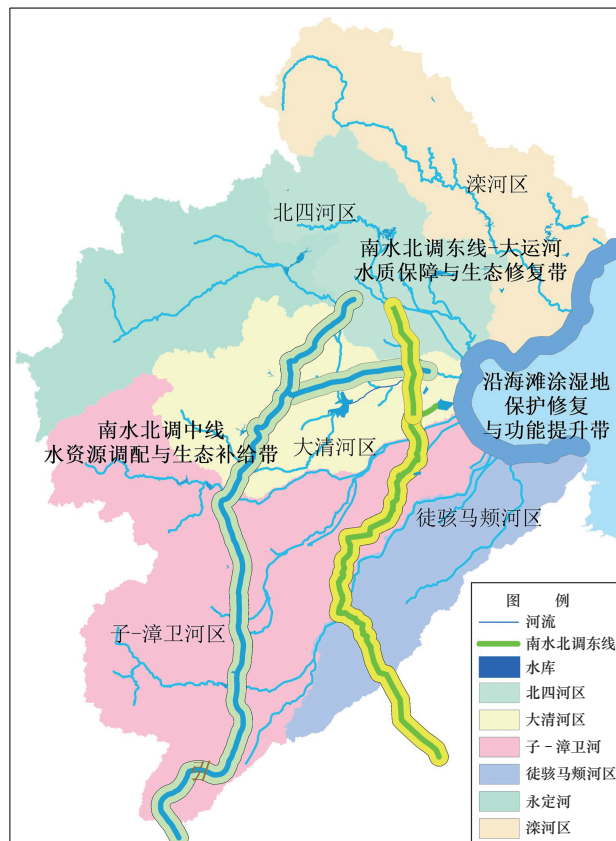 滦河区
北四河区
南水北调东线-大运河
水质保障与生态修复带
沿海滩涂湿地
保护修复
与功能提升带
南水北调中线
水资源调配与生态补给带
大清河区
徒骇马颊河区
子-漳卫河区
图 例
河流
南水北调东线
水库
北四河区
大清河区
子-漳卫河
徒骇马颊河区
永定河
滦河区